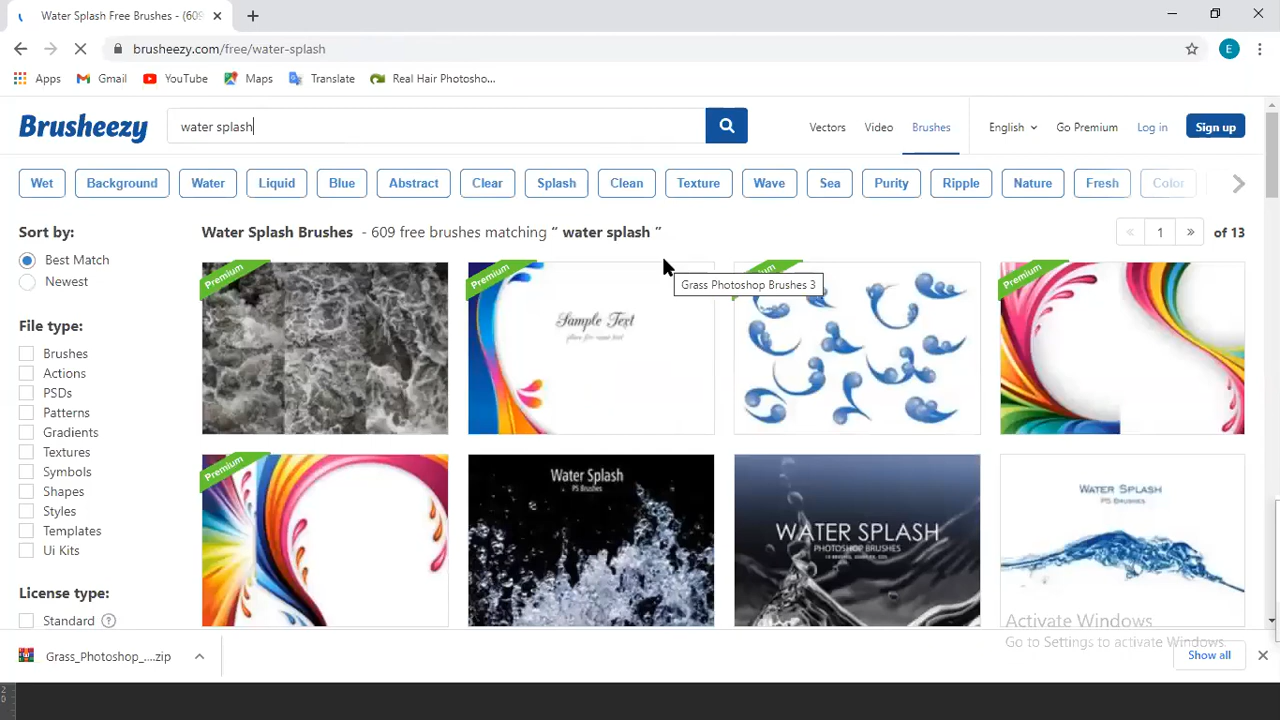 Water Splash Free Brushes - (609
brusheezy.com/free/water-splash
E
Apps Gmail YouTube Maps Translate Real Hair Photosho...
Brusheezy water splash Vectors Video Brushes English Go Premium Log in Sign up
Wet Background Water Liquid Blue Abstract Clear Splash Clean Texture Wave Sea Purity Ripple Nature Fresh Color
Sort by: Water Splash Brushes - 609 free brushes matching “ water splash ” « 1 » of 13
Best Match
Newest
Grass Photoshop Brushes 3
Premium
Premium
Premium
Sample Text
File type:
Brushes
Actions
PSDs
Patterns
Gradients
Textures
Symbols
Shapes
Styles
Templates
Ui Kits
Premium
Water Splash
PS Brushes
WATER SPLASH
PHOTOSHOP BRUSHES
WATER SPLASH
PS BRUSHES
License type:
Standard ?
Activate Windows
Go to Settings to activate Windows.
Grass_Photoshop_....zip Show all